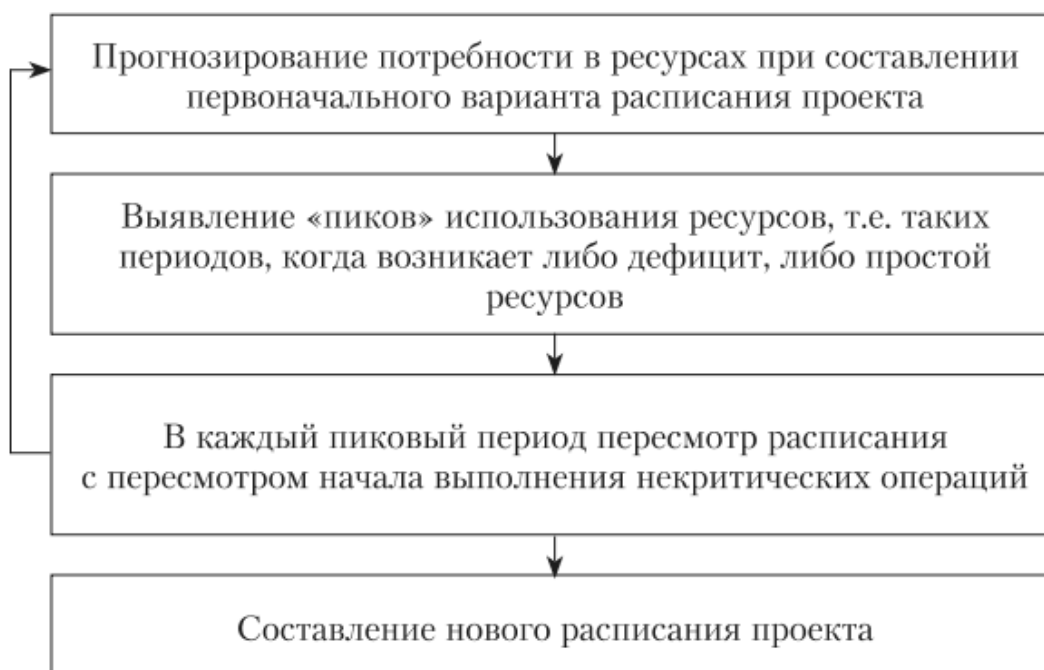 Прогнозирование потребности в ресурсах при составлении
первоначального варианта расписания проекта
Выявление «пиков» использования ресурсов, т.е. таких
периодов, когда возникает либо дефицит, либо простой
ресурсов
В каждый пиковый период пересмотр расписания
с пересмотром начала выполнения некритических операций
Составление нового расписания проекта